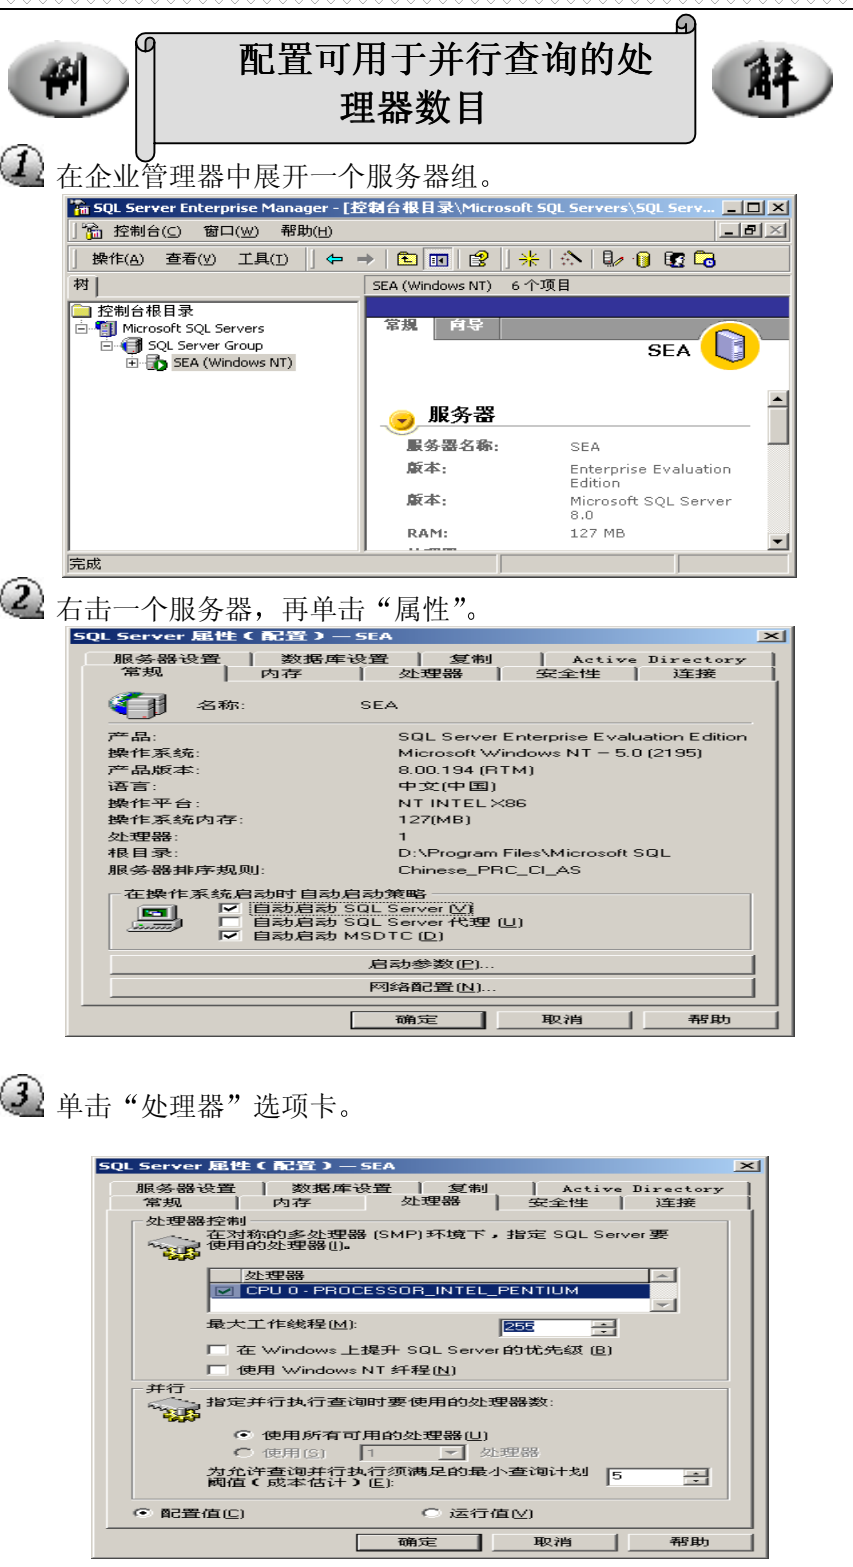 例
配置可用于并行查询的处
理器数目
解
1 在企业管理器中展开一个服务器组。
SQL Server Enterprise Manager - [控制台根目录\Microsoft SQL Servers\SQL Serv...
控制台(C) 窗口(W) 帮助(H)
操作(A) 查看(V) 工具(T)
树
SEA (Windows NT) 6 个项目
控制台根目录
Microsoft SQL Servers
SQL Server Group
SEA (Windows NT)
常规 向导
SEA
服务器
服务器名称: SEA
版本: Enterprise Evaluation
Edition
版本: Microsoft SQL Server
8.0
RAM: 127 MB
完成
2 右击一个服务器，再单击“属性”。
SQL Server 属性（配置）— SEA
服务器设置 数据库设置 复制 Active Directory
常规 内存 处理器 安全性 连接
名称: SEA
产品: SQL Server Enterprise Evaluation Edition
操作系统: Microsoft Windows NT – 5.0 (2195)
产品版本: 8.00.194 (RTM)
语言: 中文(中国)
操作平台: NT INTEL X86
操作系统内存: 127(MB)
处理器: 1
根目录: D:\Program Files\Microsoft SQL
服务器排序规则: Chinese_PRC_CI_AS
在操作系统启动时自动启动策略
自动启动 SQL Server (V)
自动启动 SQL Server 代理 (U)
自动启动 MSDTC (D)
启动参数(P)...
网络配置(N)...
确定 取消 帮助
3 单击“处理器”选项卡。
SQL Server 属性（配置）— SEA
服务器设置 数据库设置 复制 Active Directory
常规 内存 处理器 安全性 连接
处理器控制
在对称的多处理器 (SMP) 环境下，指定 SQL Server 要
使用的处理器(I)。
处理器
CPU 0 - PROCESSOR_INTEL_PENTIUM
最大工作线程(M): 255
在 Windows 上提升 SQL Server 的优先级 (B)
使用 Windows NT 纤程(N)
并行
指定并行执行查询时要使用的处理器数:
使用所有可用的处理器(U)
使用(S) 1 处理器
为允许查询并行执行须满足的最小查询计划
阈值（成本估计）(E): 5
配置值(C) 运行值(V)
确定 取消 帮助